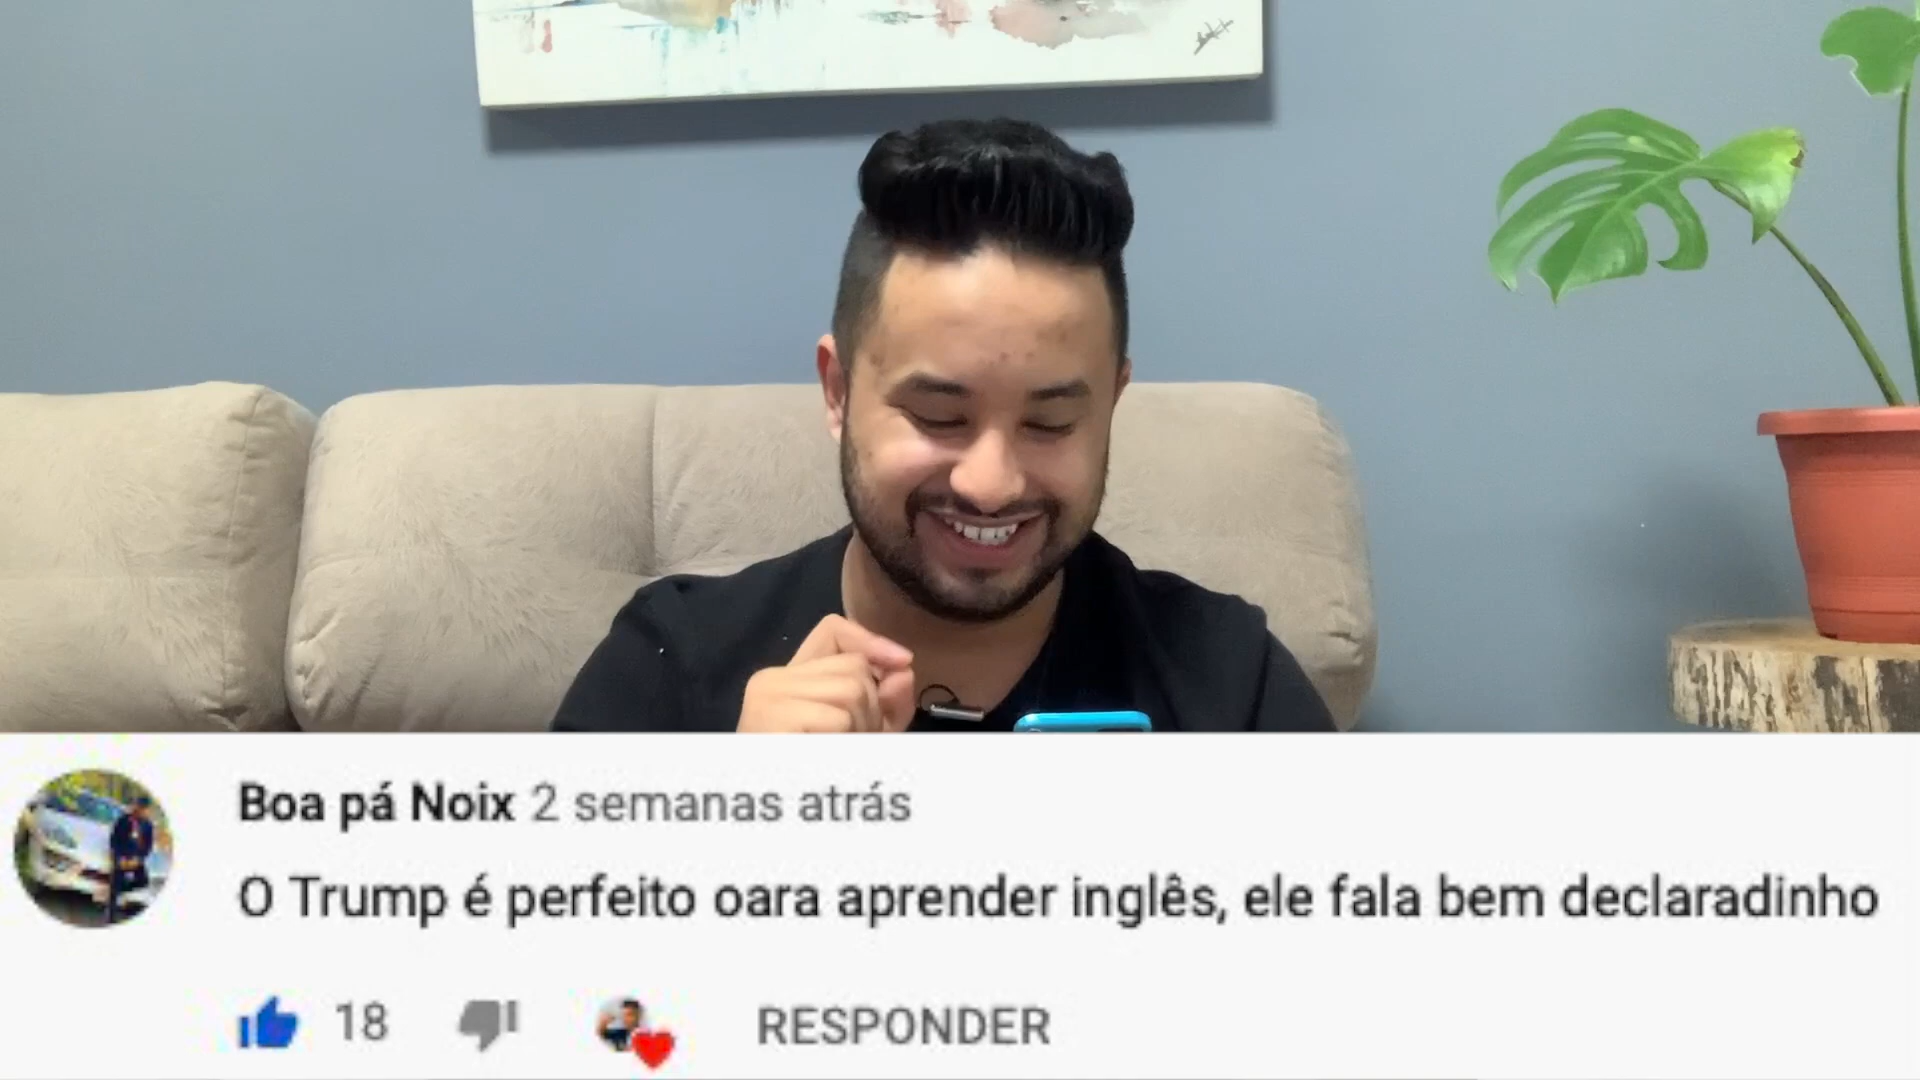 Boa pá Noix 2 semanas atrás
O Trump é perfeito oara aprender inglês, ele fala bem declaradinho
18 RESPONDER